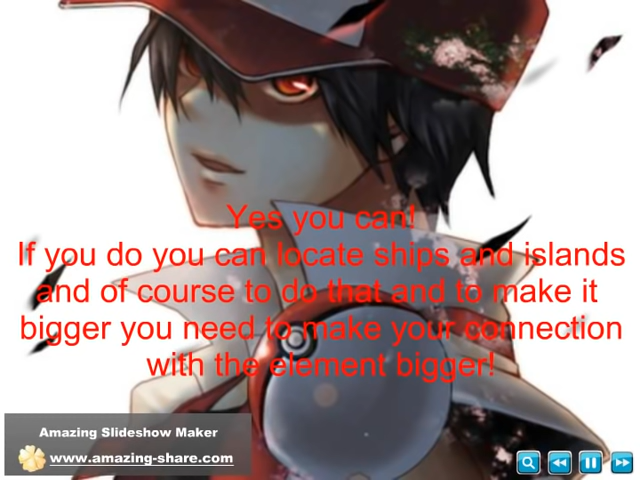 Yes you can!
If you do you can locate ships and islands
and of course to do that and to make it
bigger you need to make your connection
with the element bigger!
Amazing Slideshow Maker
www.amazing-share.com